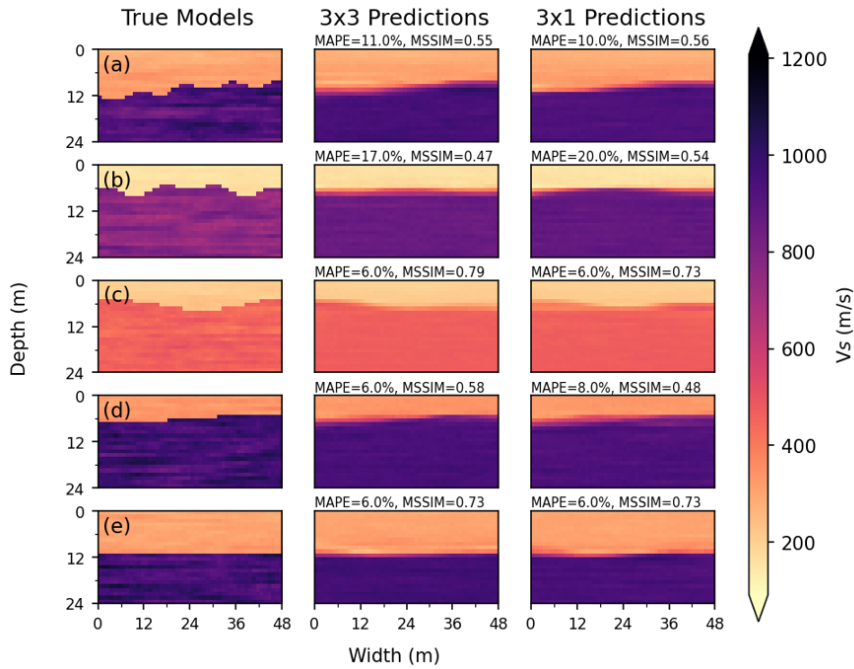 True Models 3x3 Predictions 3x1 Predictions
MAPE=11.0%, MSSIM=0.55 MAPE=10.0%, MSSIM=0.56
0
(a)
12
24
MAPE=17.0%, MSSIM=0.47 MAPE=20.0%, MSSIM=0.54
0
(b)
12
24
MAPE=6.0%, MSSIM=0.79 MAPE=6.0%, MSSIM=0.73
0
(c)
12
24
MAPE=6.0%, MSSIM=0.58 MAPE=8.0%, MSSIM=0.48
0
(d)
12
24
MAPE=6.0%, MSSIM=0.73 MAPE=6.0%, MSSIM=0.73
0
(e)
12
24
0 12 24 36 48 0 12 24 36 48 0 12 24 36 48
Width (m)
Depth (m)
1200
1000
800
600
400
200
Vs (m/s)